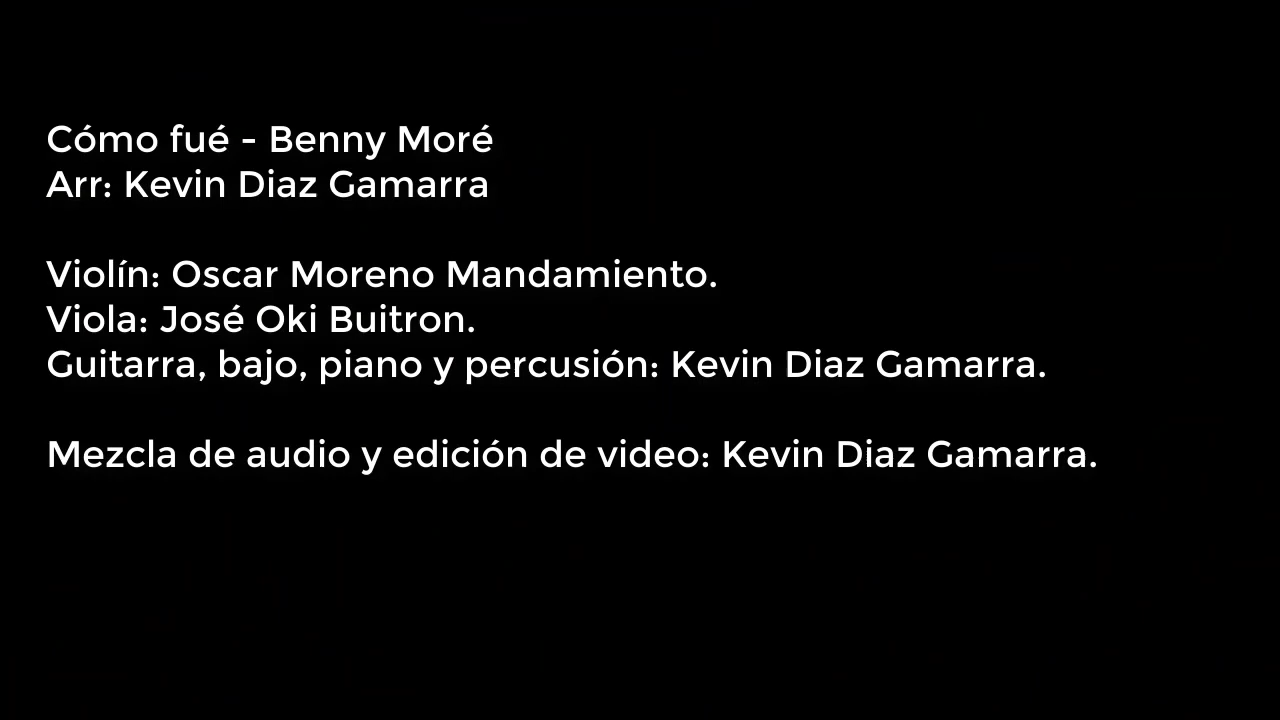 Cómo fué - Benny Moré
Arr: Kevin Diaz Gamarra
Violín: Oscar Moreno Mandamiento.
Viola: José Oki Buitron.
Guitarra, bajo, piano y percusión: Kevin Diaz Gamarra.
Mezcla de audio y edición de video: Kevin Diaz Gamarra.